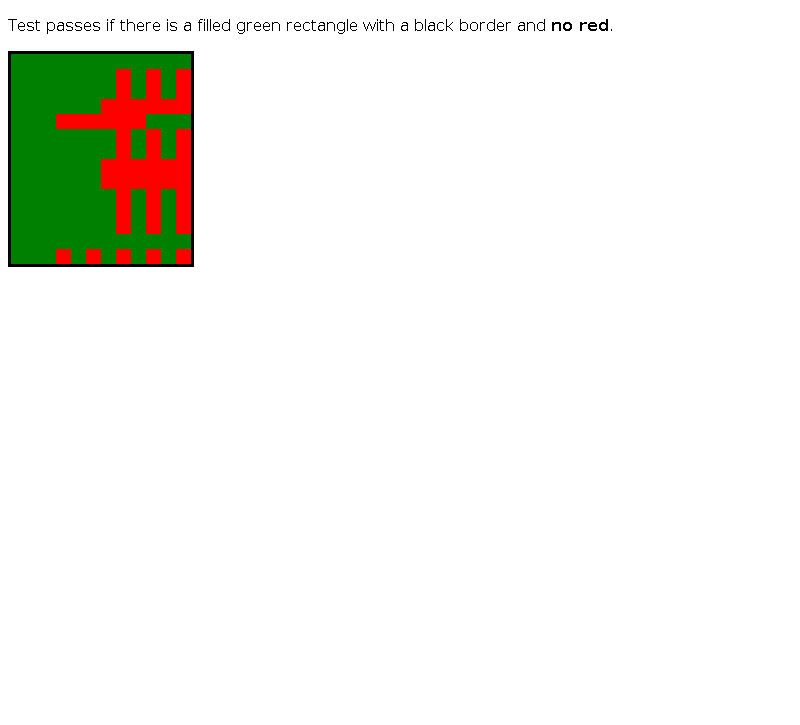 Test passes if there is a filled green rectangle with a black border and no red.